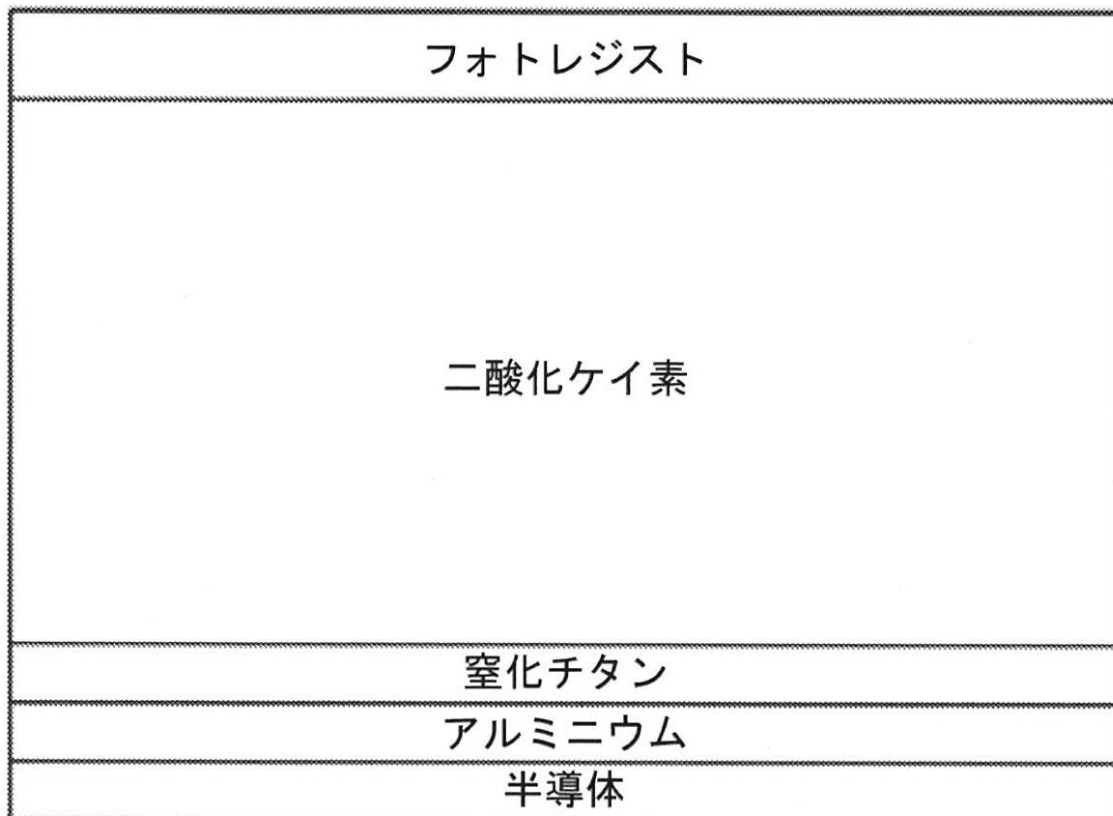 フォトレジスト
二酸化ケイ素
窒化チタン
アルミニウム
半導体